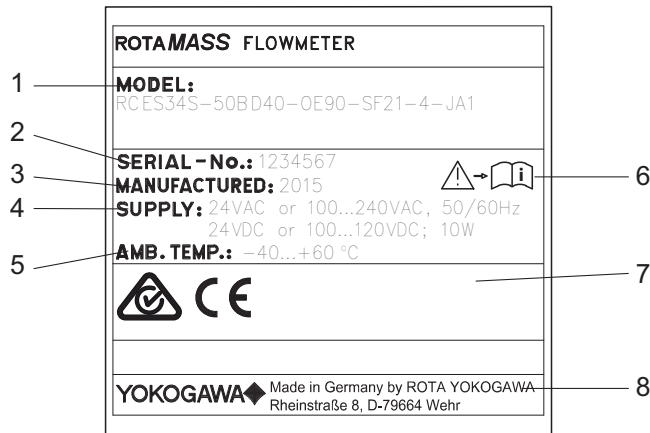 ROTAMASS FLOWMETER
1 MODEL:
RCES34S-50BD40-0E90-SF21-4-JA1
2 SERIAL-No.: 1234567
3 MANUFACTURED: 2015
6
4 SUPPLY: 24VAC or 100...240VAC, 50/60Hz
24VDC or 100...120VDC; 10W
5 AMB. TEMP.: -40...+60 °C
7
CE
YOKOGAWA Made in Germany by ROTA YOKOGAWA 8
Rheinstraße 8, D-79664 Wehr